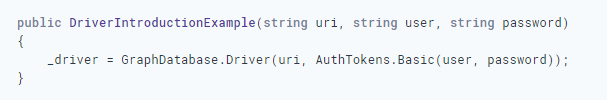 public DriverIntroductionExample(string uri, string user, string password)
{
    _driver = GraphDatabase.Driver(uri, AuthTokens.Basic(user, password));
}